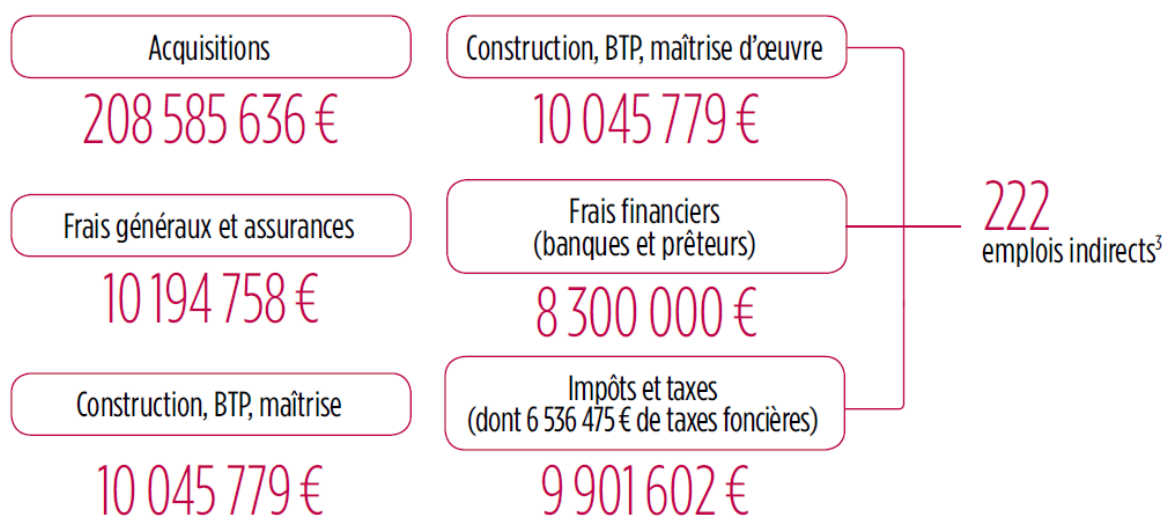 Acquisitions
208 585 636 €
Construction, BTP, maîtrise d’œuvre
10 045 779 €
Frais généraux et assurances
10 194 758 €
Frais financiers
(banques et prêteurs)
8 300 000 €
Construction, BTP, maîtrise
10 045 779 €
Impôts et taxes
(dont 6 536 475 € de taxes foncières)
9 901 602 €
222
emplois indirects³